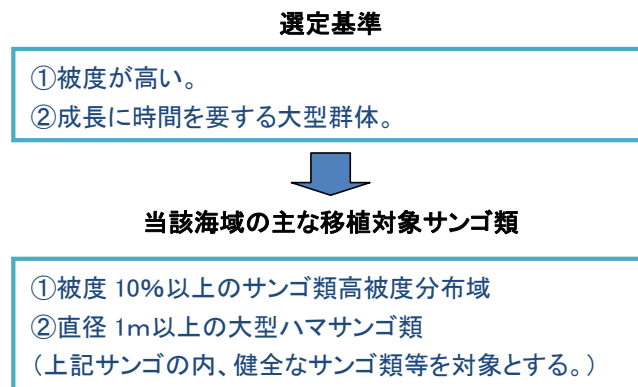 選定基準
①被度が高い。
②成長に時間を要する大型群体。
当該海域の主な移植対象サンゴ類
①被度 10%以上のサンゴ類高被度分布域
②直径 1m以上の大型ハマサンゴ類
(上記サンゴの内、健全なサンゴ類等を対象とする。)